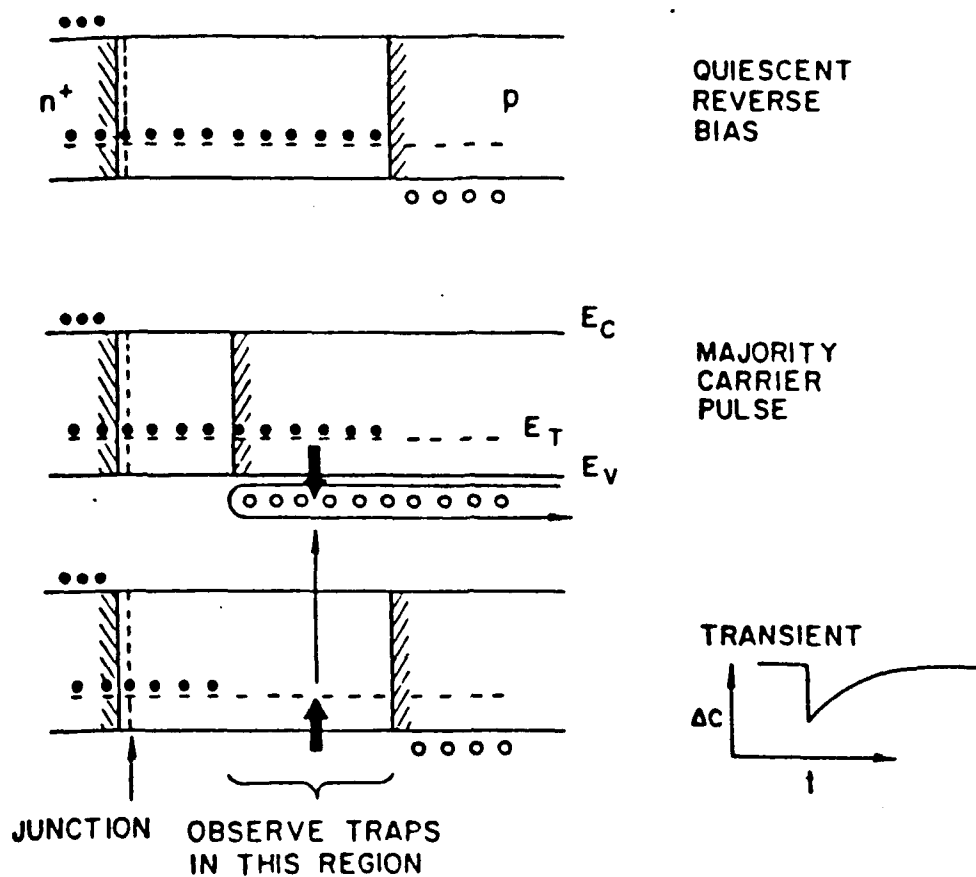 n+
p
QUIESCENT
REVERSE
BIAS
E_C
MAJORITY
CARRIER
PULSE
E_T
E_V
TRANSIENT
ΔC
t
JUNCTION
OBSERVE TRAPS
IN THIS REGION